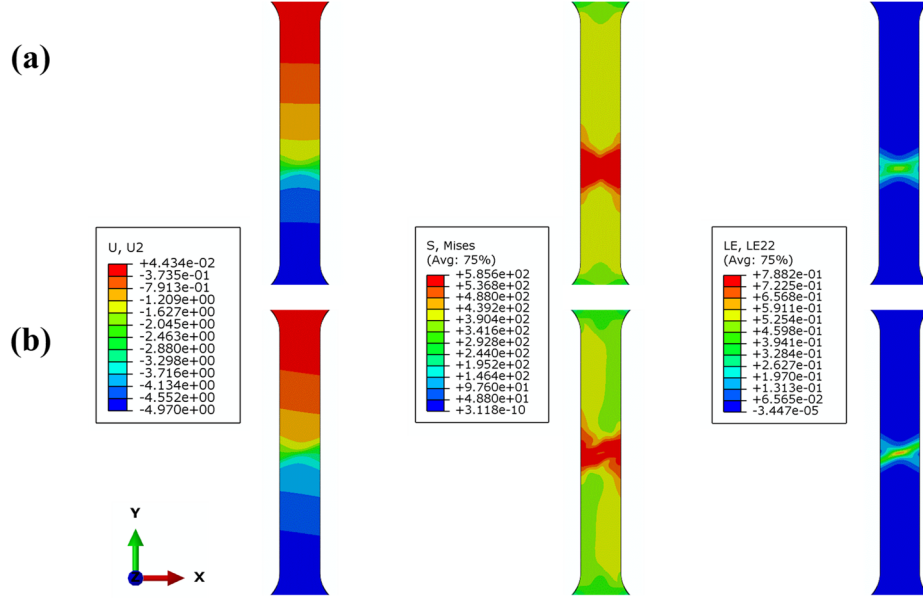 (a)
U, U2
+4.434e-02
-3.735e-01
-7.913e-01
-1.209e+00
-1.627e+00
-2.045e+00
-2.463e+00
-2.880e+00
-3.298e+00
-3.716e+00
-4.134e+00
-4.552e+00
-4.970e+00
S, Mises
(Avg: 75%)
+5.856e+02
+5.368e+02
+4.880e+02
+4.392e+02
+3.904e+02
+3.416e+02
+2.928e+02
+2.440e+02
+1.952e+02
+1.464e+02
+9.760e+01
+4.880e+01
+3.118e-10
LE, LE22
(Avg: 75%)
+7.882e-01
+7.225e-01
+6.568e-01
+5.911e-01
+5.254e-01
+4.598e-01
+3.941e-01
+3.284e-01
+2.627e-01
+1.970e-01
+1.313e-01
+6.565e-02
-3.447e-05
(b)
Y
Z
X